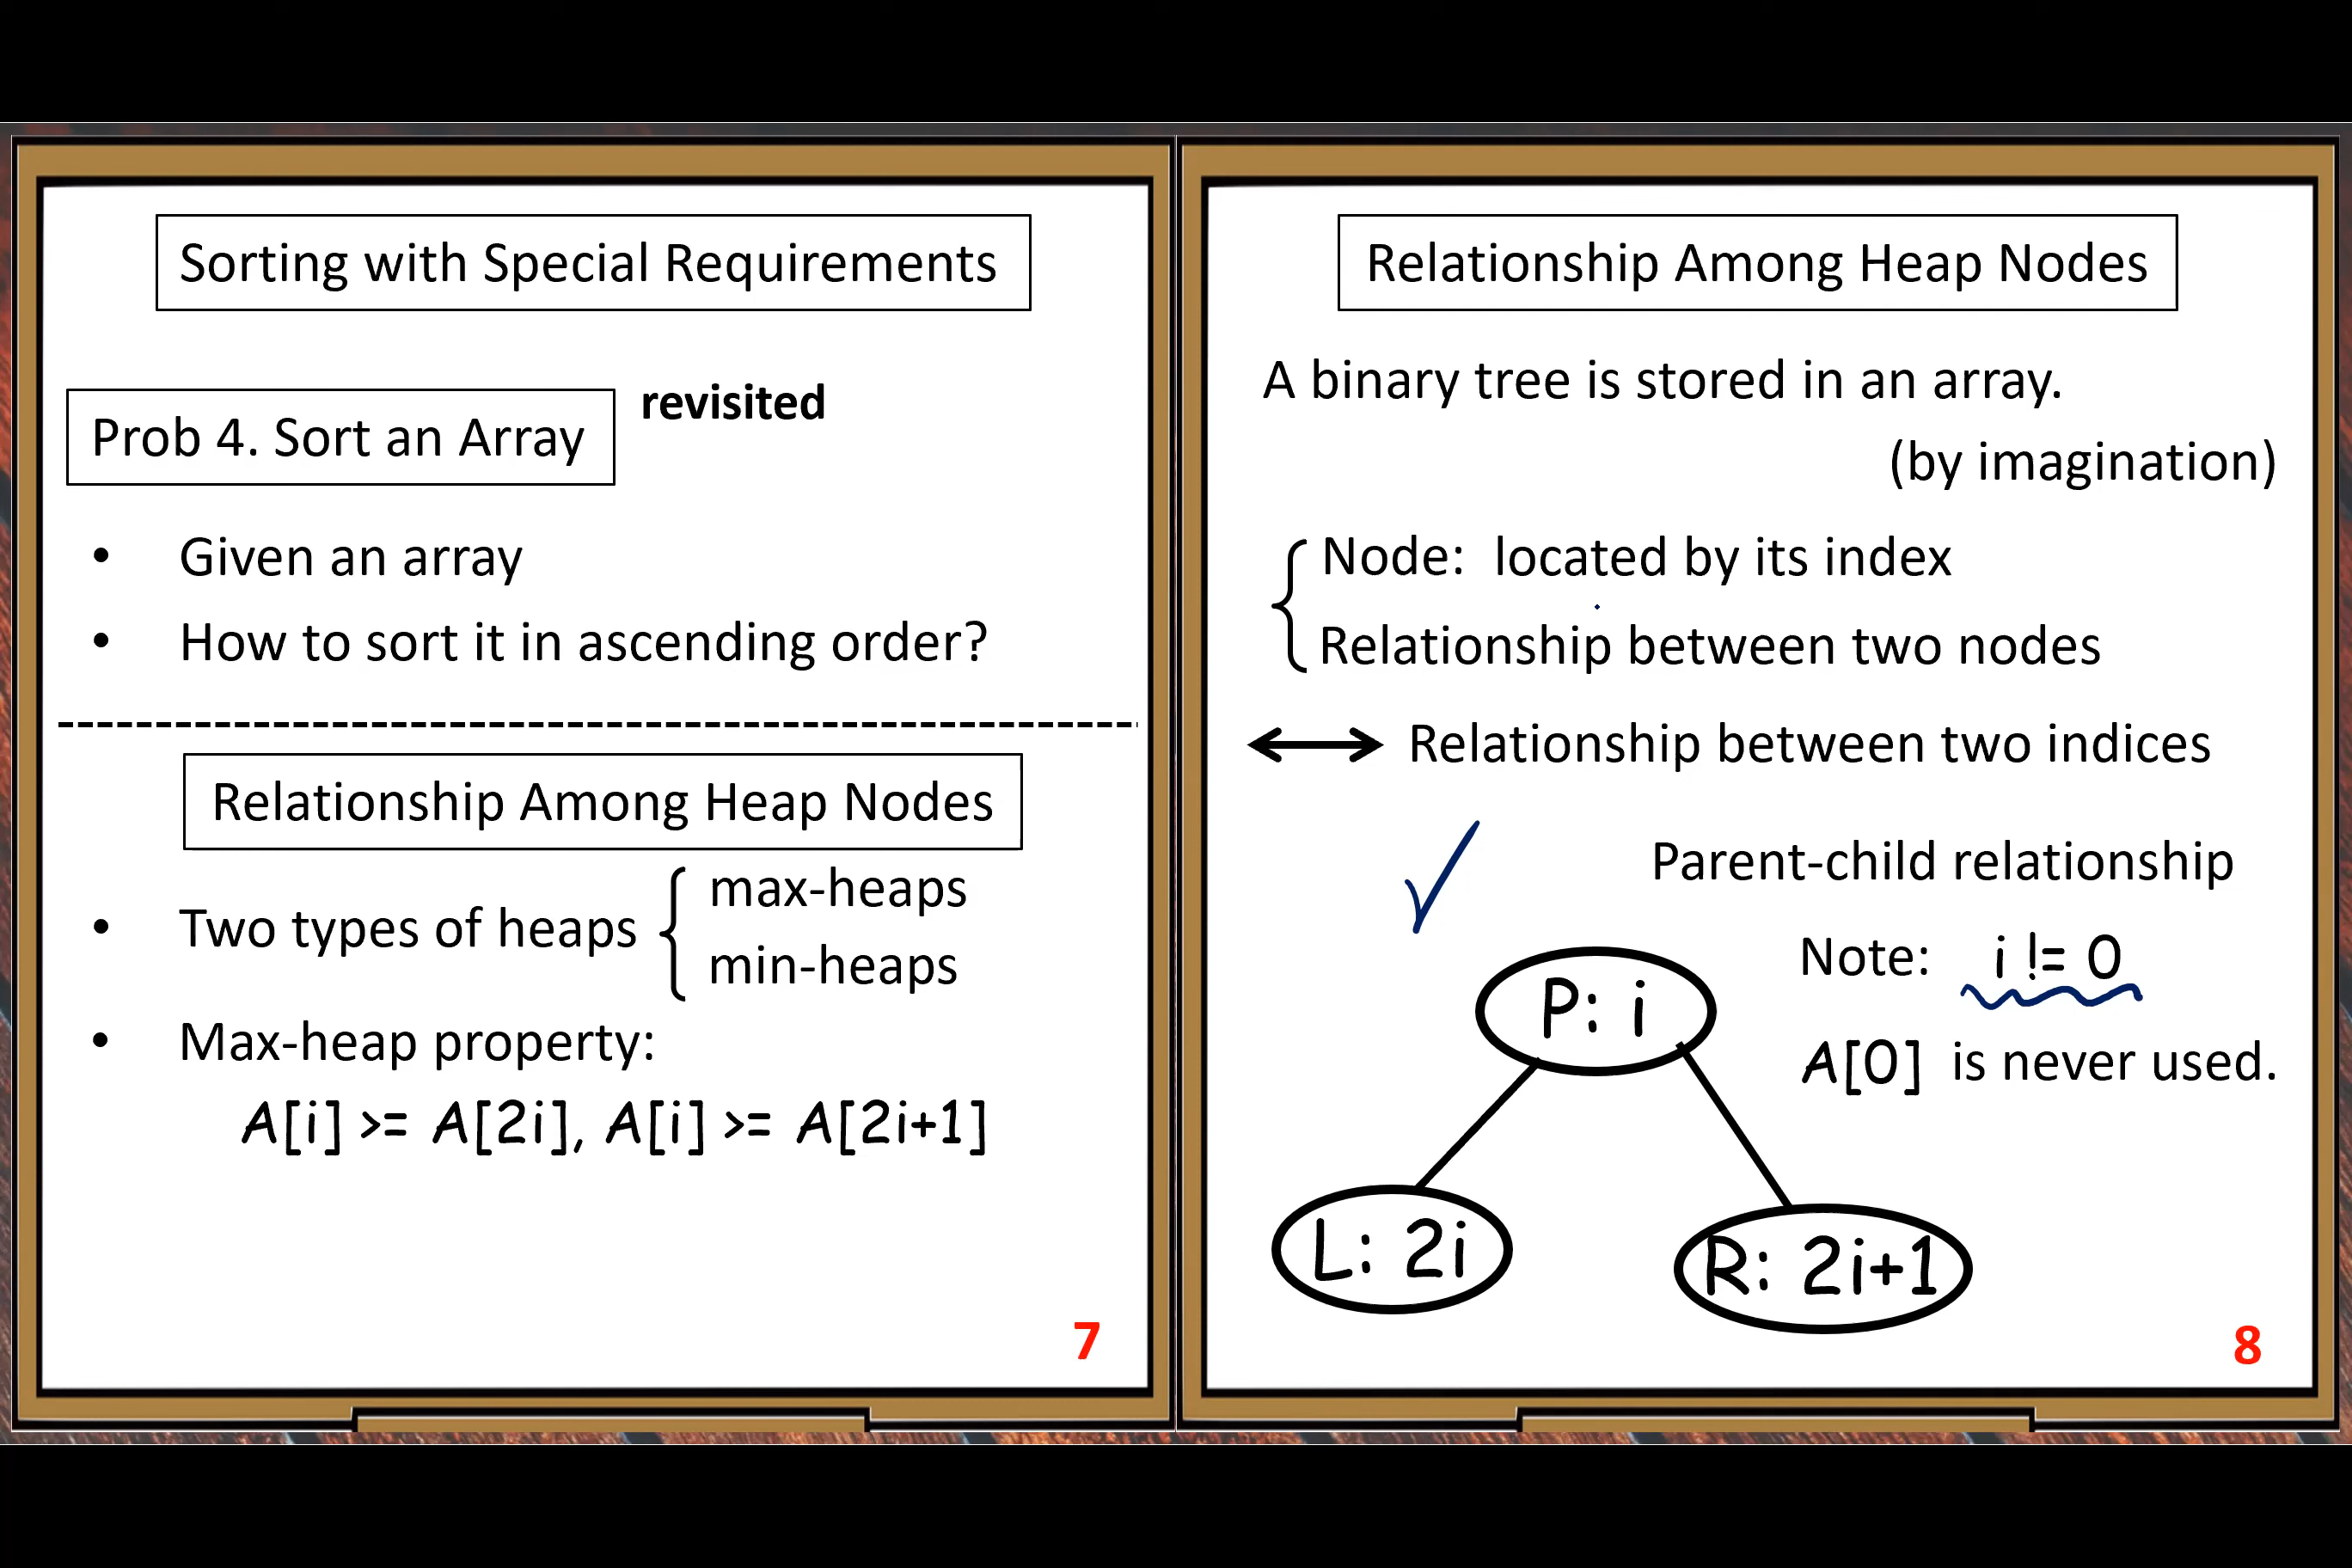 Sorting with Special Requirements
Prob 4. Sort an Array
revisited
• Given an array
• How to sort it in ascending order?
Relationship Among Heap Nodes
• Two types of heaps
max-heaps
min-heaps
• Max-heap property:
A[i] >= A[2i], A[i] >= A[2i+1]
7
Relationship Among Heap Nodes
A binary tree is stored in an array.
(by imagination)
Node: located by its index
Relationship between two nodes
Relationship between two indices
Parent-child relationship
Note: i != 0
A[0] is never used.
P: i
L: 2i
R: 2i+1
8